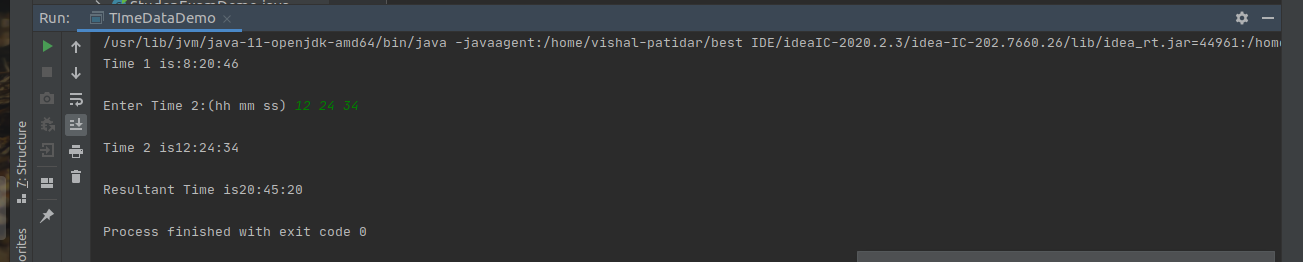 Run: TImeDataDemo ×
/usr/lib/jvm/java-11-openjdk-amd64/bin/java -javaagent:/home/vishal-patidar/best IDE/ideaIC-2020.2.3/idea-IC-202.7660.26/lib/idea_rt.jar=44961:/home
Time 1 is:8:20:46
Enter Time 2:(hh mm ss) 12 24 34
Time 2 is12:24:34
Resultant Time is20:45:20
Process finished with exit code 0
7: Structure
orites